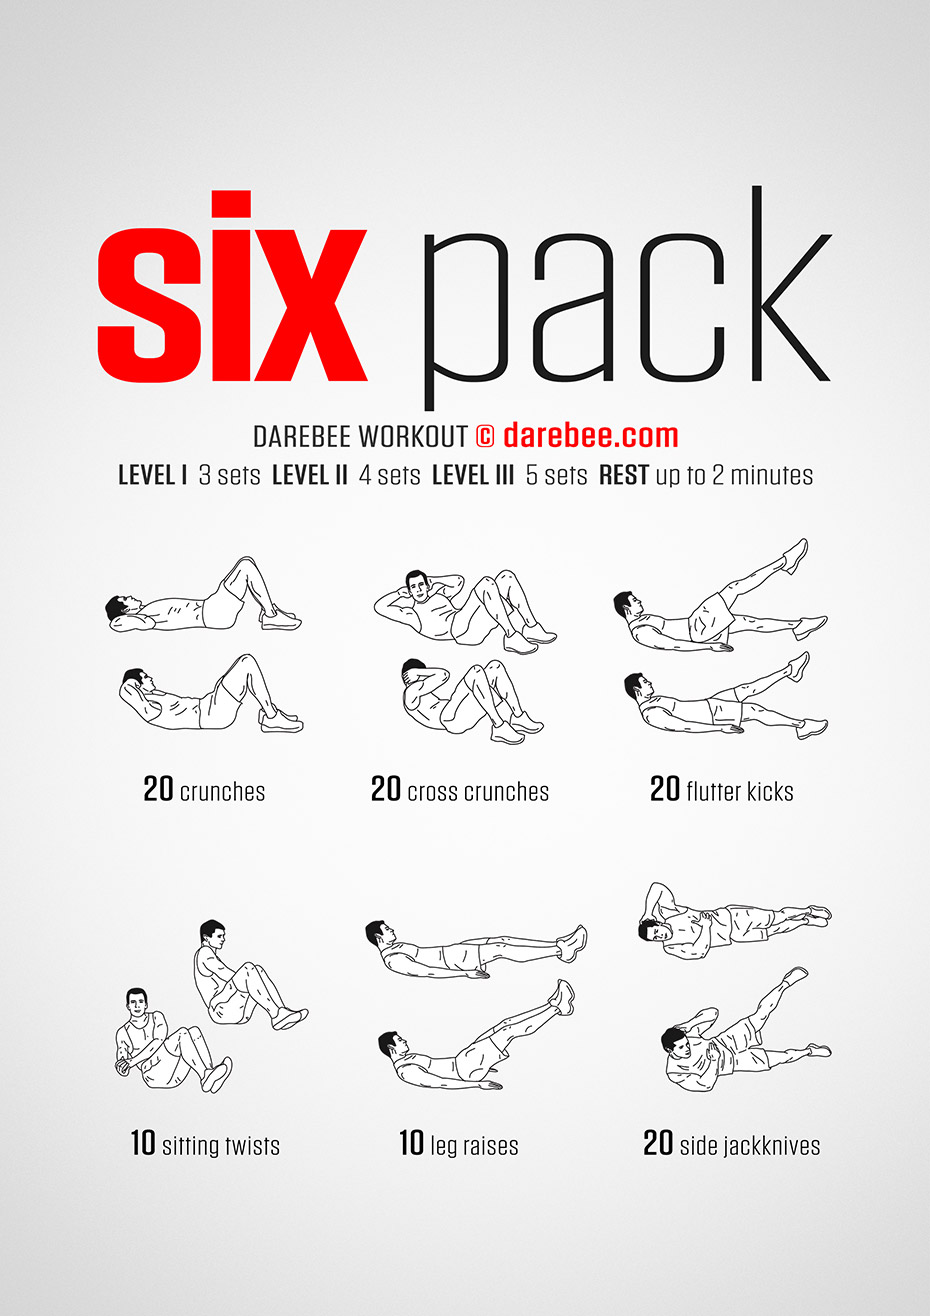 six pack
DAREBEE WORKOUT © darebee.com
LEVEL I 3 sets LEVEL II 4 sets LEVEL III 5 sets REST up to 2 minutes
20 crunches
20 cross crunches
20 flutter kicks
10 sitting twists
10 leg raises
20 side jackknives